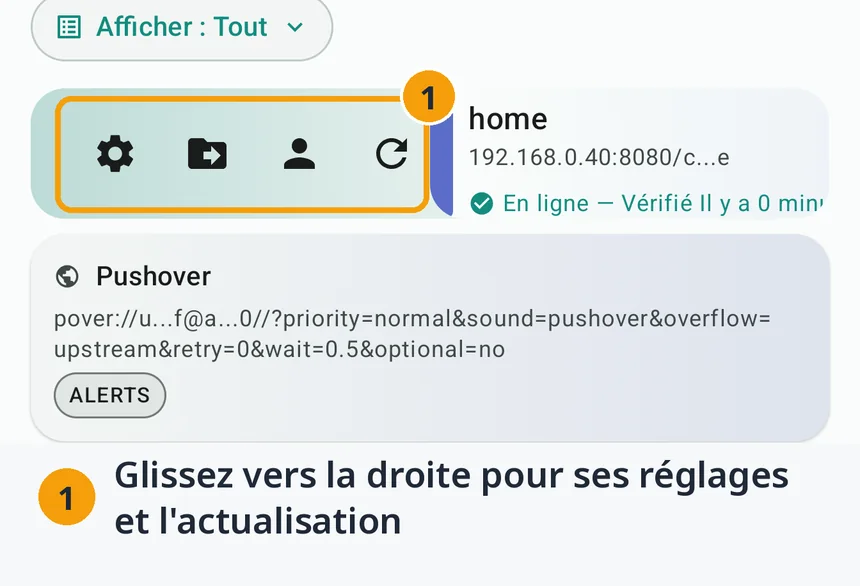 Afficher : Tout
1
home
192.168.0.40:8080/c...e
En ligne — Vérifié Il y a 0 minu
Pushover
pover://u...f@a...0//?priority=normal&sound=pushover&overflow=
upstream&retry=0&wait=0.5&optional=no
ALERTS
1 Glissez vers la droite pour ses réglages
et l'actualisation